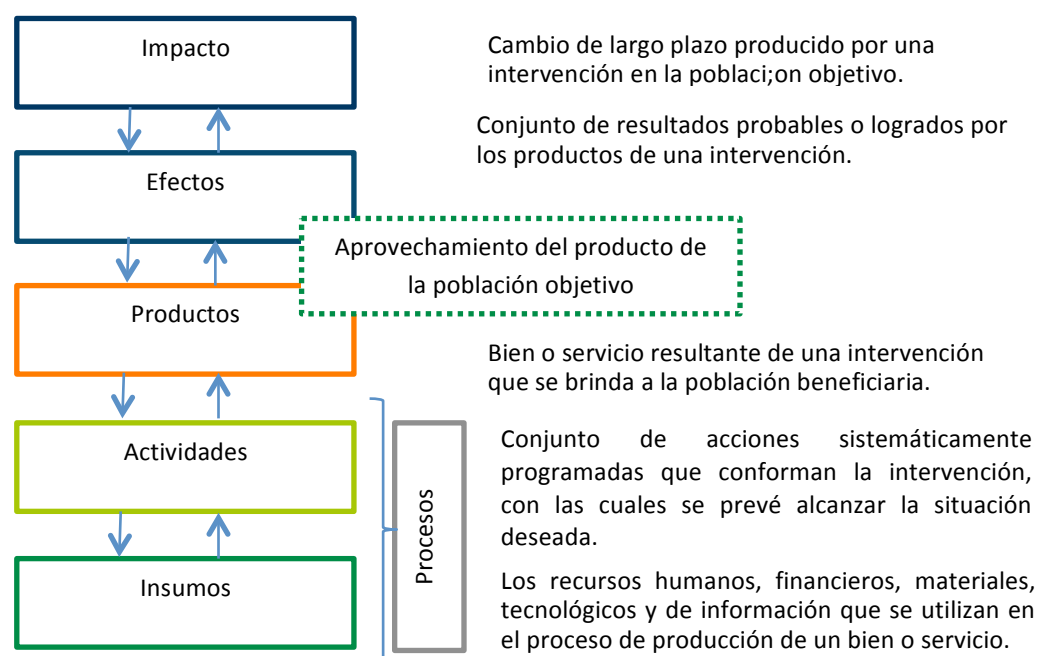 Impacto
Cambio de largo plazo producido por una
intervención en la poblaci;on objetivo.
Conjunto de resultados probables o logrados por
los productos de una intervención.
Efectos
Aprovechamiento del producto de
la población objetivo
Productos
Bien o servicio resultante de una intervención
que se brinda a la población beneficiaria.
Actividades
Conjunto de acciones sistemáticamente
programadas que conforman la intervención,
con las cuales se prevé alcanzar la situación
deseada.
Procesos
Insumos
Los recursos humanos, financieros, materiales,
tecnológicos y de información que se utilizan en
el proceso de producción de un bien o servicio.